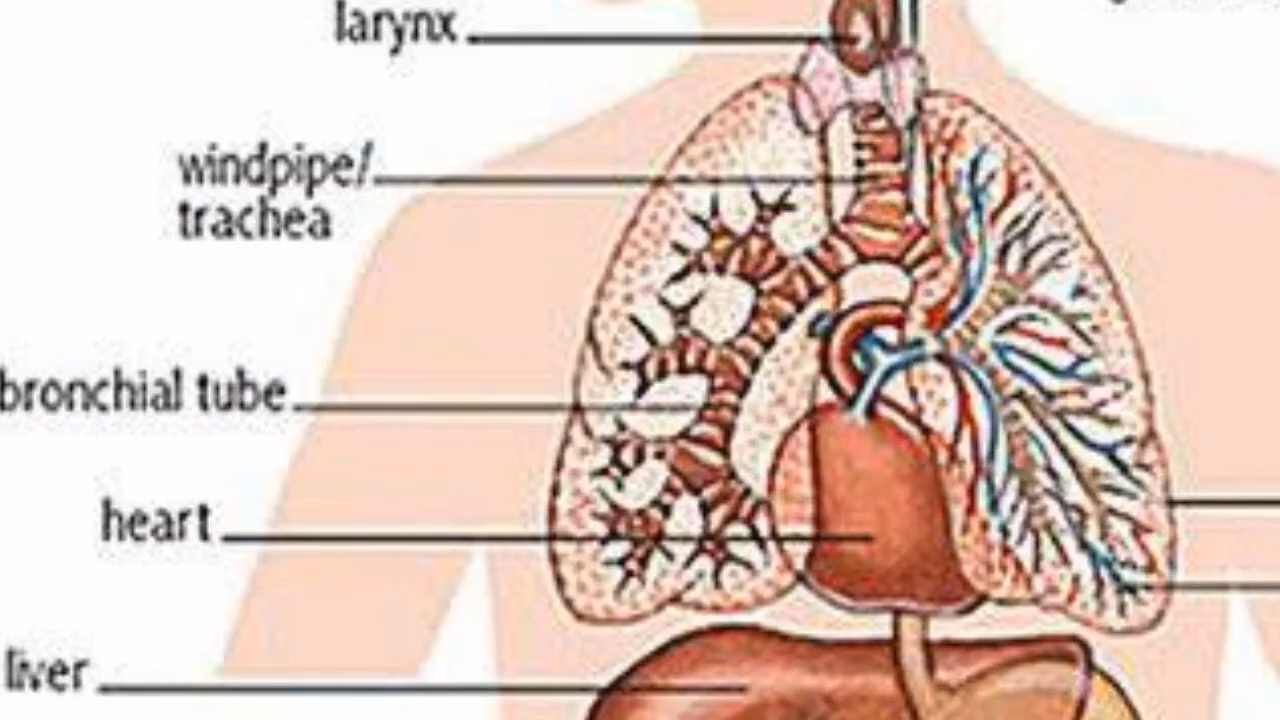 larynx
windpipe/
trachea
bronchial tube
heart
liver